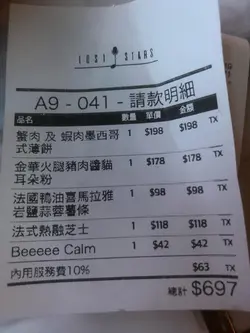 LOST STARS
A9 - 041 - 請款明細
品名 數量 單價 金額
蟹肉 及 蝦肉墨西哥 1 $198 $198 TX
式薄餅
金華火腿豬肉醬貓 1 $178 $178 TX
耳朵粉
法國鴨油喜馬拉雅 1 $98 $98 TX
岩鹽蒜蓉薯條
法式熱融芝士 1 $118 $118 TX
Beeeee Calm 1 $42 $42 TX
內用服務費10% $63 TX
總計 $697